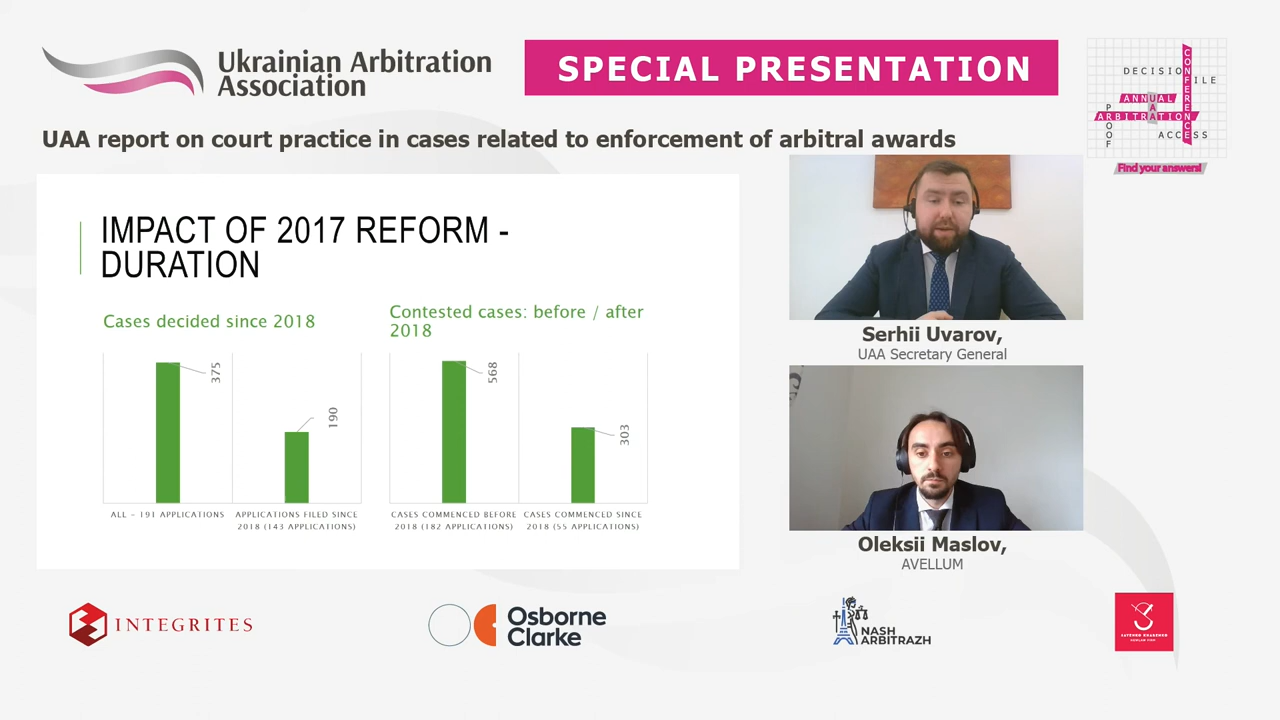 Ukrainian Arbitration
Association
SPECIAL PRESENTATION
DECISION
FILE
CONFERENCE
ANNUAL
UAA
ARBITRATION
PROOF
ACCESS
Find your answers!
UAA report on court practice in cases related to enforcement of arbitral awards
IMPACT OF 2017 REFORM -
DURATION
Cases decided since 2018
Contested cases: before / after
2018
375
190
568
303
ALL – 191 APPLICATIONS
APPLICATIONS FILED SINCE
2018 (143 APPLICATIONS)
CASES COMMENCED BEFORE
2018 (182 APPLICATIONS)
CASES COMMENCED SINCE
2018 (55 APPLICATIONS)
Serhii Uvarov,
UAA Secretary General
Oleksii Maslov,
AVELLUM
INTEGRITES
Osborne
Clarke
NASH
ARBITRAZH